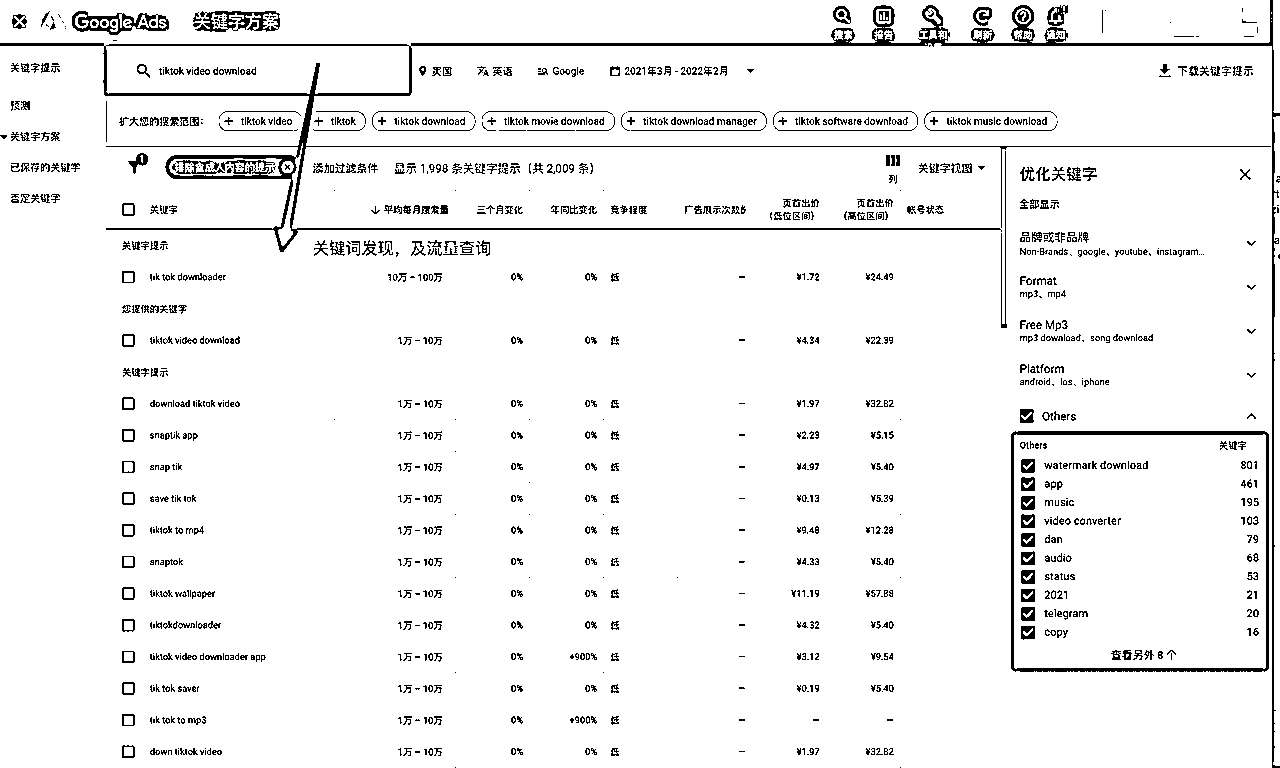 Google Ads 关键字方案 搜索 报告 工具和 刷新 帮助 通知
关键字提示
预测
关键字方案
已保存的关键字
否定关键字
tiktok video download 英语 Google 2021年3月 - 2022年2月 下载关键字提示
扩大您的搜索范围: + tiktok video + tiktok + tiktok download + tiktok movie download + tiktok download manager + tiktok software download + tiktok music download
1 排除含成人内容的提示 添加过滤条件 显示 1,998 条关键字提示(共 2,009 条) 列 关键字视图
关键字 平均每月搜索量 三个月变化 年同比变化 竞争程度 广告展示次数份 页首出价(低位区间) 页首出价(高位区间) 帐号状态
关键字提示 关键词发现,及流量查询
tik tok downloader 10万 – 100万 0% 0% 低 – ¥1.72 ¥24.49
您提供的关键字
tiktok video download 1万 – 10万 0% 0% 低 – ¥4.34 ¥22.39
关键字提示
download tiktok video 1万 – 10万 0% 0% 低 – ¥1.97 ¥32.82
snaptik app 1万 – 10万 0% 0% 低 – ¥2.23 ¥5.15
snap tik 1万 – 10万 0% 0% 低 – ¥4.97 ¥5.40
save tik tok 1万 – 10万 0% 0% 低 – ¥0.13 ¥5.39
tiktok to mp4 1万 – 10万 0% 0% 低 – ¥9.48 ¥12.28
snaptok 1万 – 10万 0% 0% 低 – ¥4.33 ¥5.40
tiktok wallpaper 1万 – 10万 0% 0% 低 – ¥11.19 ¥57.88
tiktokdownloader 1万 – 10万 0% 0% 低 – ¥4.32 ¥5.40
tiktok video downloader app 1万 – 10万 0% +900% 低 – ¥3.12 ¥9.54
tik tok saver 1万 – 10万 0% 0% 低 – ¥0.19 ¥5.40
tik tok to mp3 1万 – 10万 0% +900% 低 – – –
down tiktok video 1万 – 10万 0% 0% 低 – ¥1.97 ¥32.82
优化关键字
全部显示
品牌或非品牌
Non-Brands、google、youtube、instagram...
Format
mp3、mp4
Free Mp3
mp3 download、song download
Platform
android、ios、iphone
Others
Others 关键字
watermark download 801
app 461
music 195
video converter 103
dan 79
audio 68
status 53
2021 21
telegram 20
copy 16
查看另外 8 个